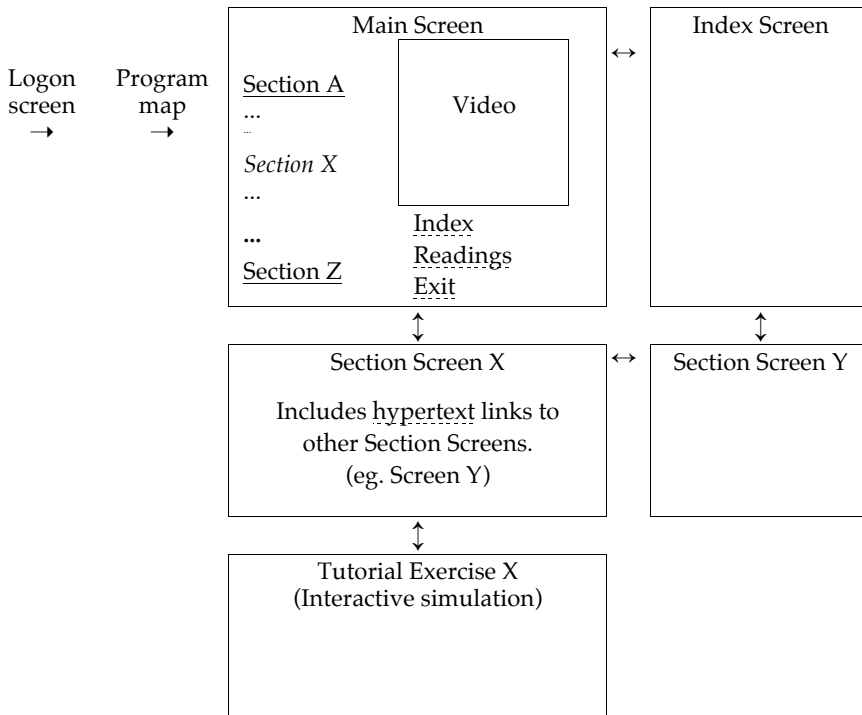 Logon
screen
→
Program
map
→
Main Screen
Section A
...
...
Section X
...
...
Section Z
Video
Index
Readings
Exit
↔
Index Screen
↕
↕
Section Screen X
Includes hypertext links to
other Section Screens.
(eg. Screen Y)
↔
Section Screen Y
↕
Tutorial Exercise X
(Interactive simulation)